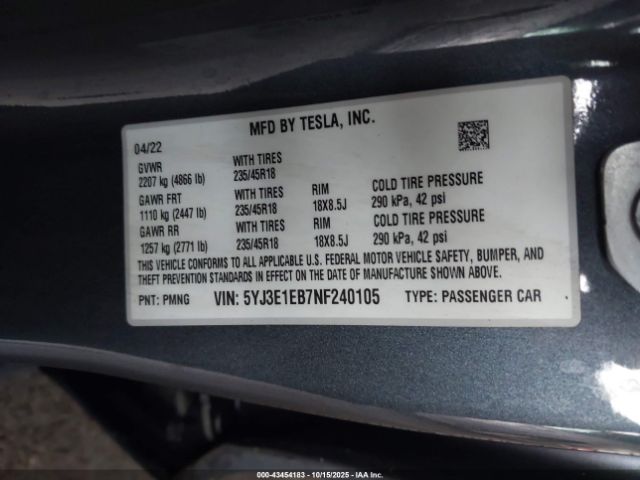 MFD BY TESLA, INC.
04/22
GVWR WITH TIRES
2207 kg (4866 lb) 235/45R18
GAWR FRT WITH TIRES RIM COLD TIRE PRESSURE
1110 kg (2447 lb) 235/45R18 18X8.5J 290 kPa, 42 psi
GAWR RR WITH TIRES RIM COLD TIRE PRESSURE
1257 kg (2771 lb) 235/45R18 18X8.5J 290 kPa, 42 psi
THIS VEHICLE CONFORMS TO ALL APPLICABLE U.S. FEDERAL MOTOR VEHICLE SAFETY, BUMPER, AND
THEFT PREVENTION STANDARDS IN EFFECT ON THE DATE OF MANUFACTURE SHOWN ABOVE.
PNT: PMNG VIN: 5YJ3E1EB7NF240105 TYPE: PASSENGER CAR
000-43454183 - 10/15/2025 - IAA, Inc.